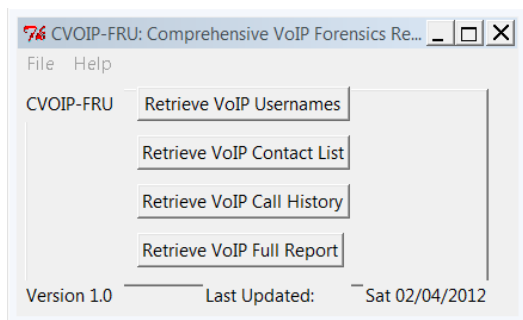 CVOIP-FRU: Comprehensive VoIP Forensics Re...
File Help
CVOIP-FRU Retrieve VoIP Usernames
Retrieve VoIP Contact List
Retrieve VoIP Call History
Retrieve VoIP Full Report
Version 1.0 Last Updated: Sat 02/04/2012